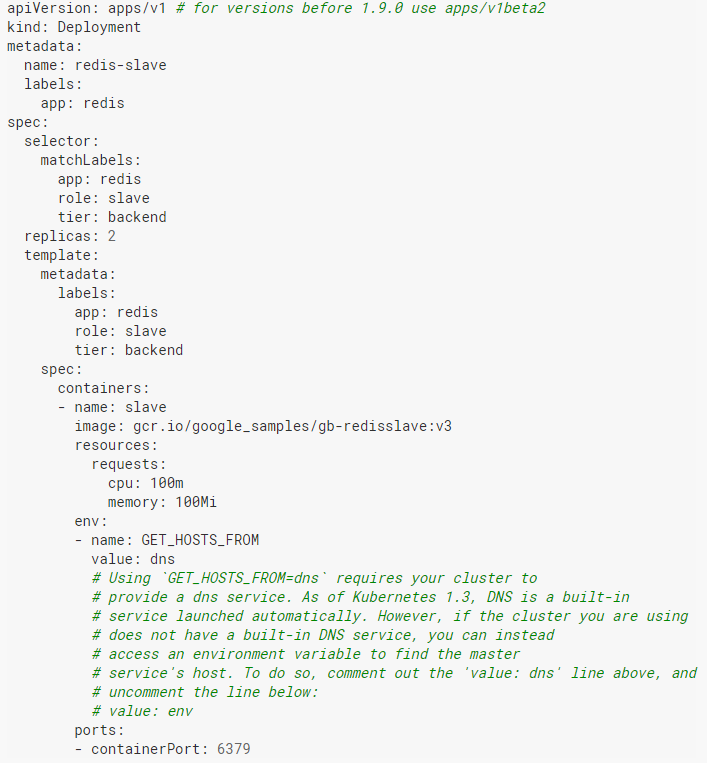 apiVersion: apps/v1 # for versions before 1.9.0 use apps/v1beta2
kind: Deployment
metadata:
  name: redis-slave
  labels:
    app: redis
spec:
  selector:
    matchLabels:
      app: redis
      role: slave
      tier: backend
  replicas: 2
  template:
    metadata:
      labels:
        app: redis
        role: slave
        tier: backend
    spec:
      containers:
      - name: slave
        image: gcr.io/google_samples/gb-redisslave:v3
        resources:
          requests:
            cpu: 100m
            memory: 100Mi
        env:
        - name: GET_HOSTS_FROM
          value: dns
          # Using `GET_HOSTS_FROM=dns` requires your cluster to
          # provide a dns service. As of Kubernetes 1.3, DNS is a built-in
          # service launched automatically. However, if the cluster you are using
          # does not have a built-in DNS service, you can instead
          # access an environment variable to find the master
          # service's host. To do so, comment out the 'value: dns' line above, and
          # uncomment the line below:
          # value: env
        ports:
        - containerPort: 6379